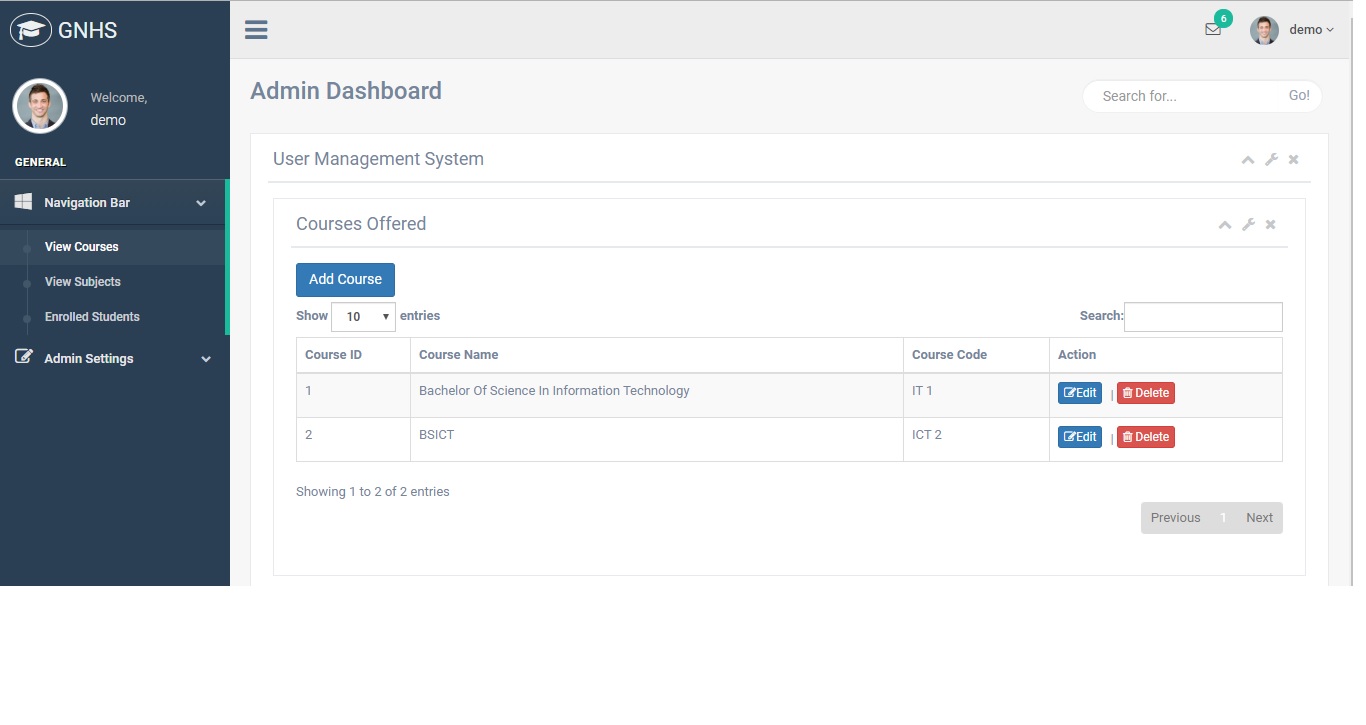 GNHS
6
demo
Welcome,
demo
GENERAL
Navigation Bar
View Courses
View Subjects
Enrolled Students
Admin Settings
Admin Dashboard
Search for... Go!
User Management System
Courses Offered
Add Course
Show 10 entries Search:
Course ID Course Name Course Code Action
1 Bachelor Of Science In Information Technology IT 1 Edit | Delete
2 BSICT ICT 2 Edit | Delete
Showing 1 to 2 of 2 entries
Previous 1 Next